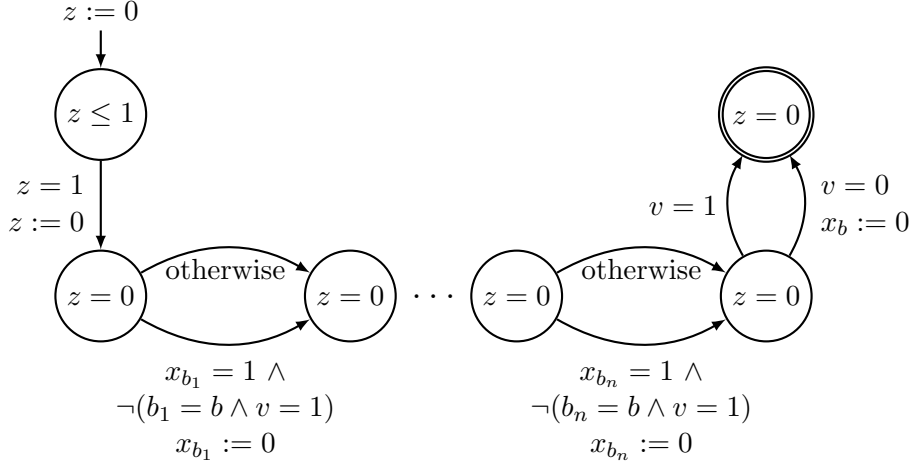 z := 0
z ≤ 1
z = 0
z = 1
z := 0
v = 1
v = 0
x_b := 0
z = 0
otherwise
z = 0
· · ·
z = 0
otherwise
z = 0
x_{b_1} = 1 ∧
¬(b_1 = b ∧ v = 1)
x_{b_1} := 0
x_{b_n} = 1 ∧
¬(b_n = b ∧ v = 1)
x_{b_n} := 0